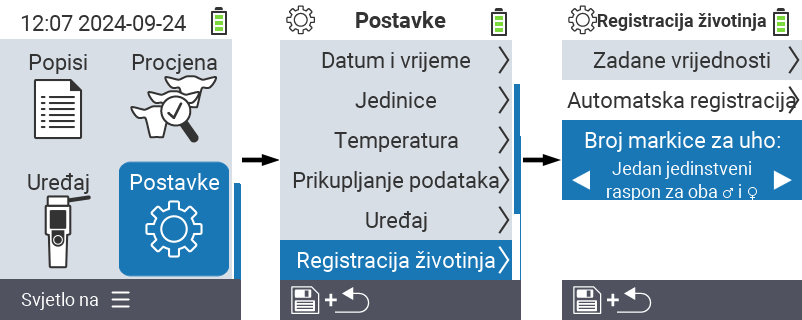 12:07 2024-09-24
Popisi
Procjena
Uređaj
Postavke
Svjetlo na
Postavke
Datum i vrijeme
Jedinice
Temperatura
Prikupljanje podataka
Uređaj
Registracija životinja
+
Registracija životinja
Zadane vrijednosti
Automatska registracija
Broj markice za uho:
Jedan jedinstveni
raspon za oba ♂ i ♀
+